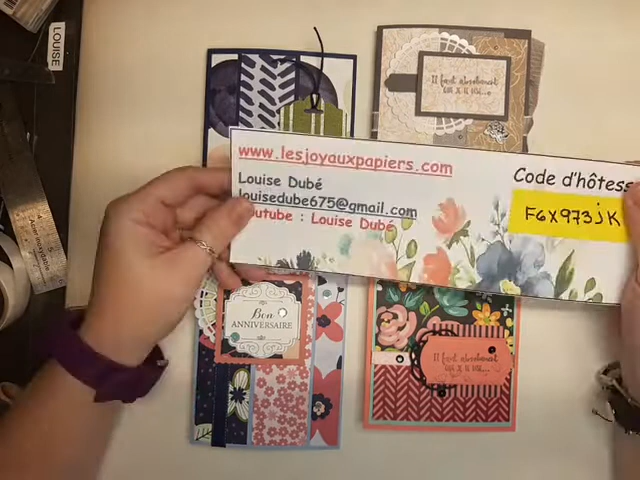 LOUISE
Il faut absolument
www.lesjoyauxpapiers.com
Louise Dubé
louisedube675@gmail.com
Youtube : Louise Dubé
Code d'hôtess
F6X973jK
Bon
ANNIVERSAIRE
Il faut absolument